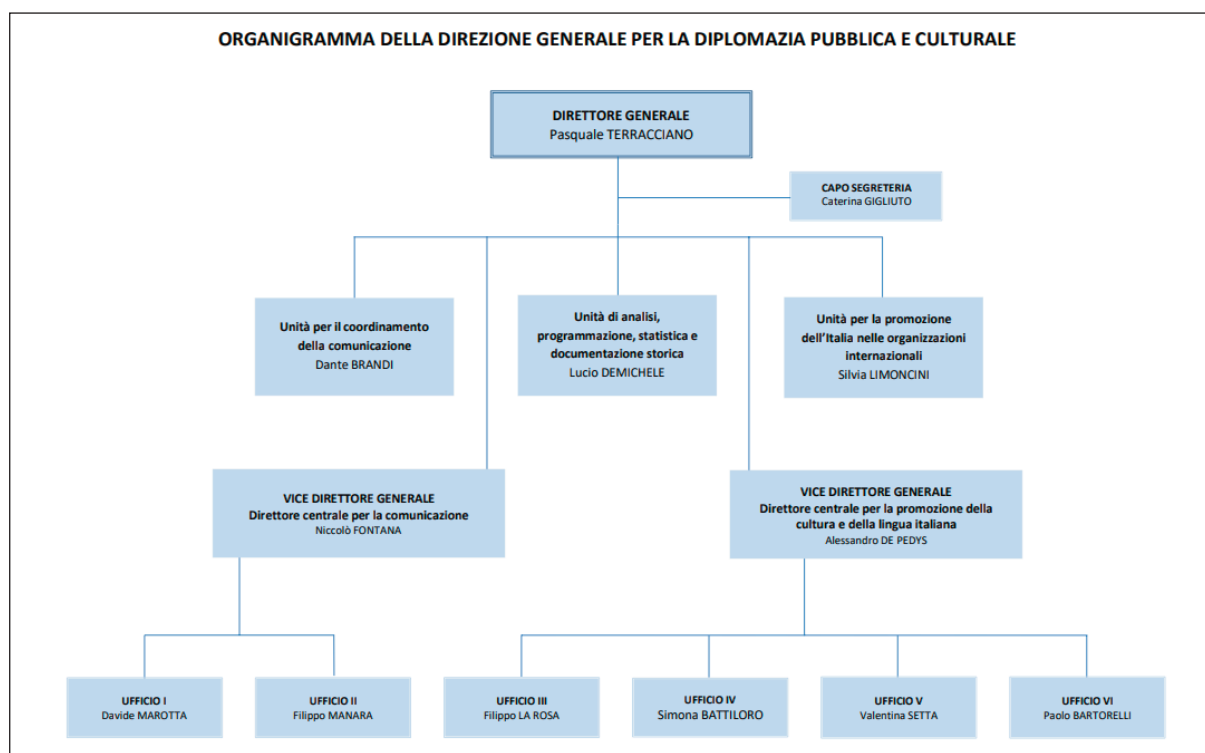 ORGANIGRAMMA DELLA DIREZIONE GENERALE PER LA DIPLOMAZIA PUBBLICA E CULTURALE
DIRETTORE GENERALE
Pasquale TERRACCIANO
CAPO SEGRETERIA
Caterina GIGLIUTO
Unità per il coordinamento
della comunicazione
Dante BRANDI
Unità di analisi,
programmazione, statistica e
documentazione storica
Lucio DEMICHELE
Unità per la promozione
dell’Italia nelle organizzazioni
internazionali
Silvia LIMONCINI
VICE DIRETTORE GENERALE
Direttore centrale per la comunicazione
Niccolò FONTANA
VICE DIRETTORE GENERALE
Direttore centrale per la promozione della
cultura e della lingua italiana
Alessandro DE PEDYS
UFFICIO I
Davide MAROTTA
UFFICIO II
Filippo MANARA
UFFICIO III
Filippo LA ROSA
UFFICIO IV
Simona BATTILORO
UFFICIO V
Valentina SETTA
UFFICIO VI
Paolo BARTORELLI